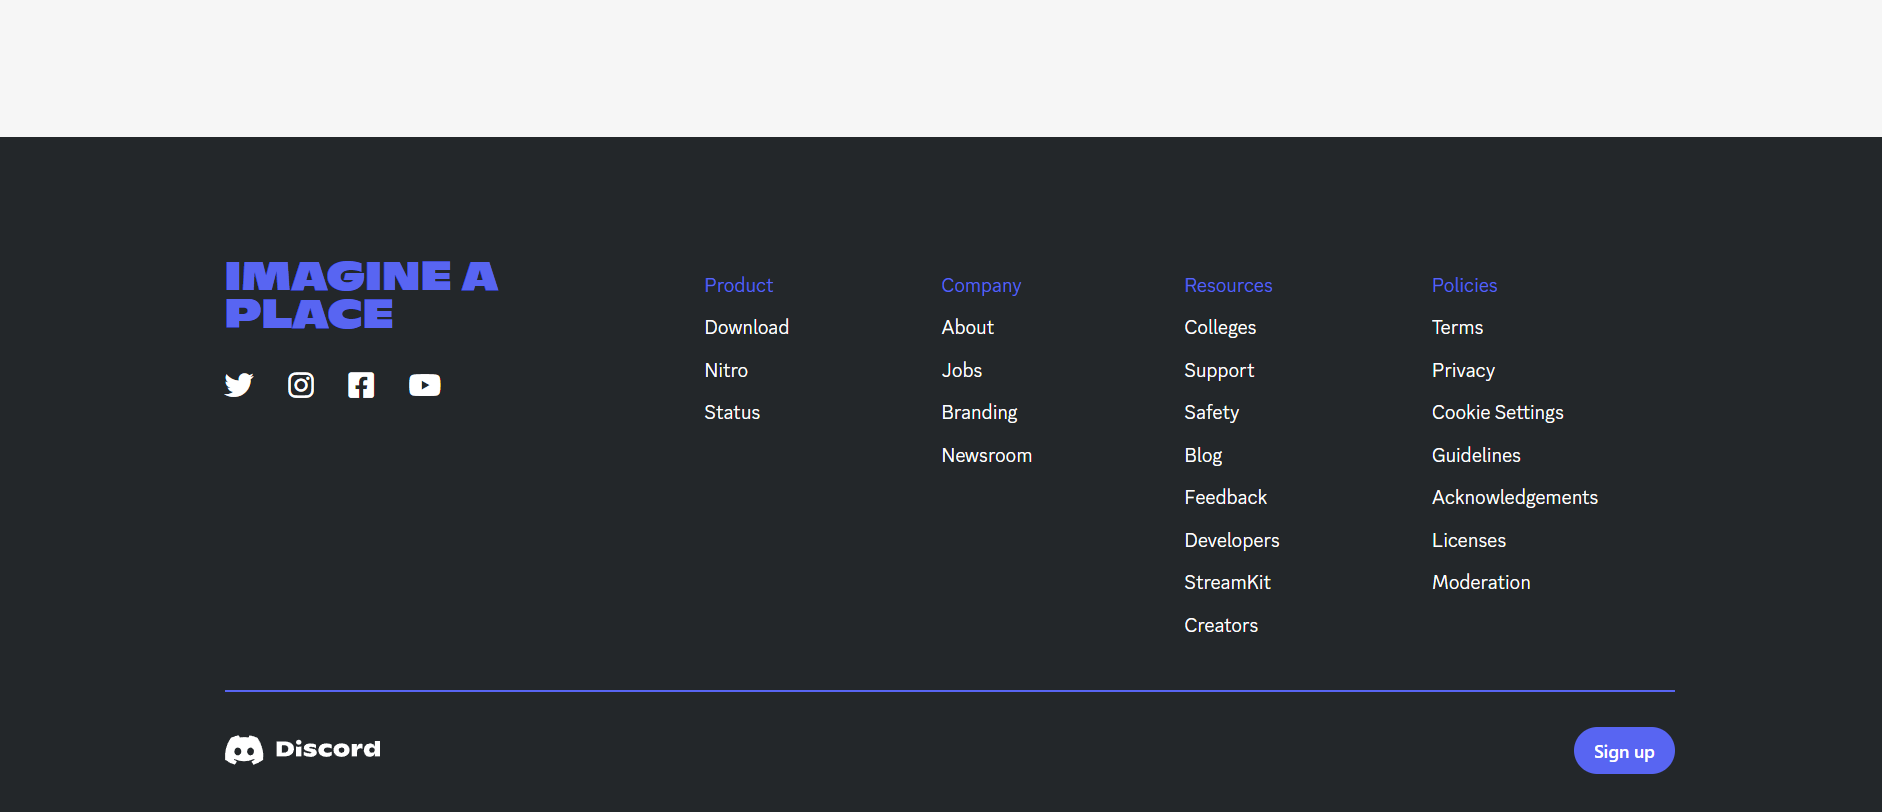 IMAGINE A
PLACE
Product
Download
Nitro
Status
Company
About
Jobs
Branding
Newsroom
Resources
Colleges
Support
Safety
Blog
Feedback
Developers
StreamKit
Creators
Policies
Terms
Privacy
Cookie Settings
Guidelines
Acknowledgements
Licenses
Moderation
Discord
Sign up